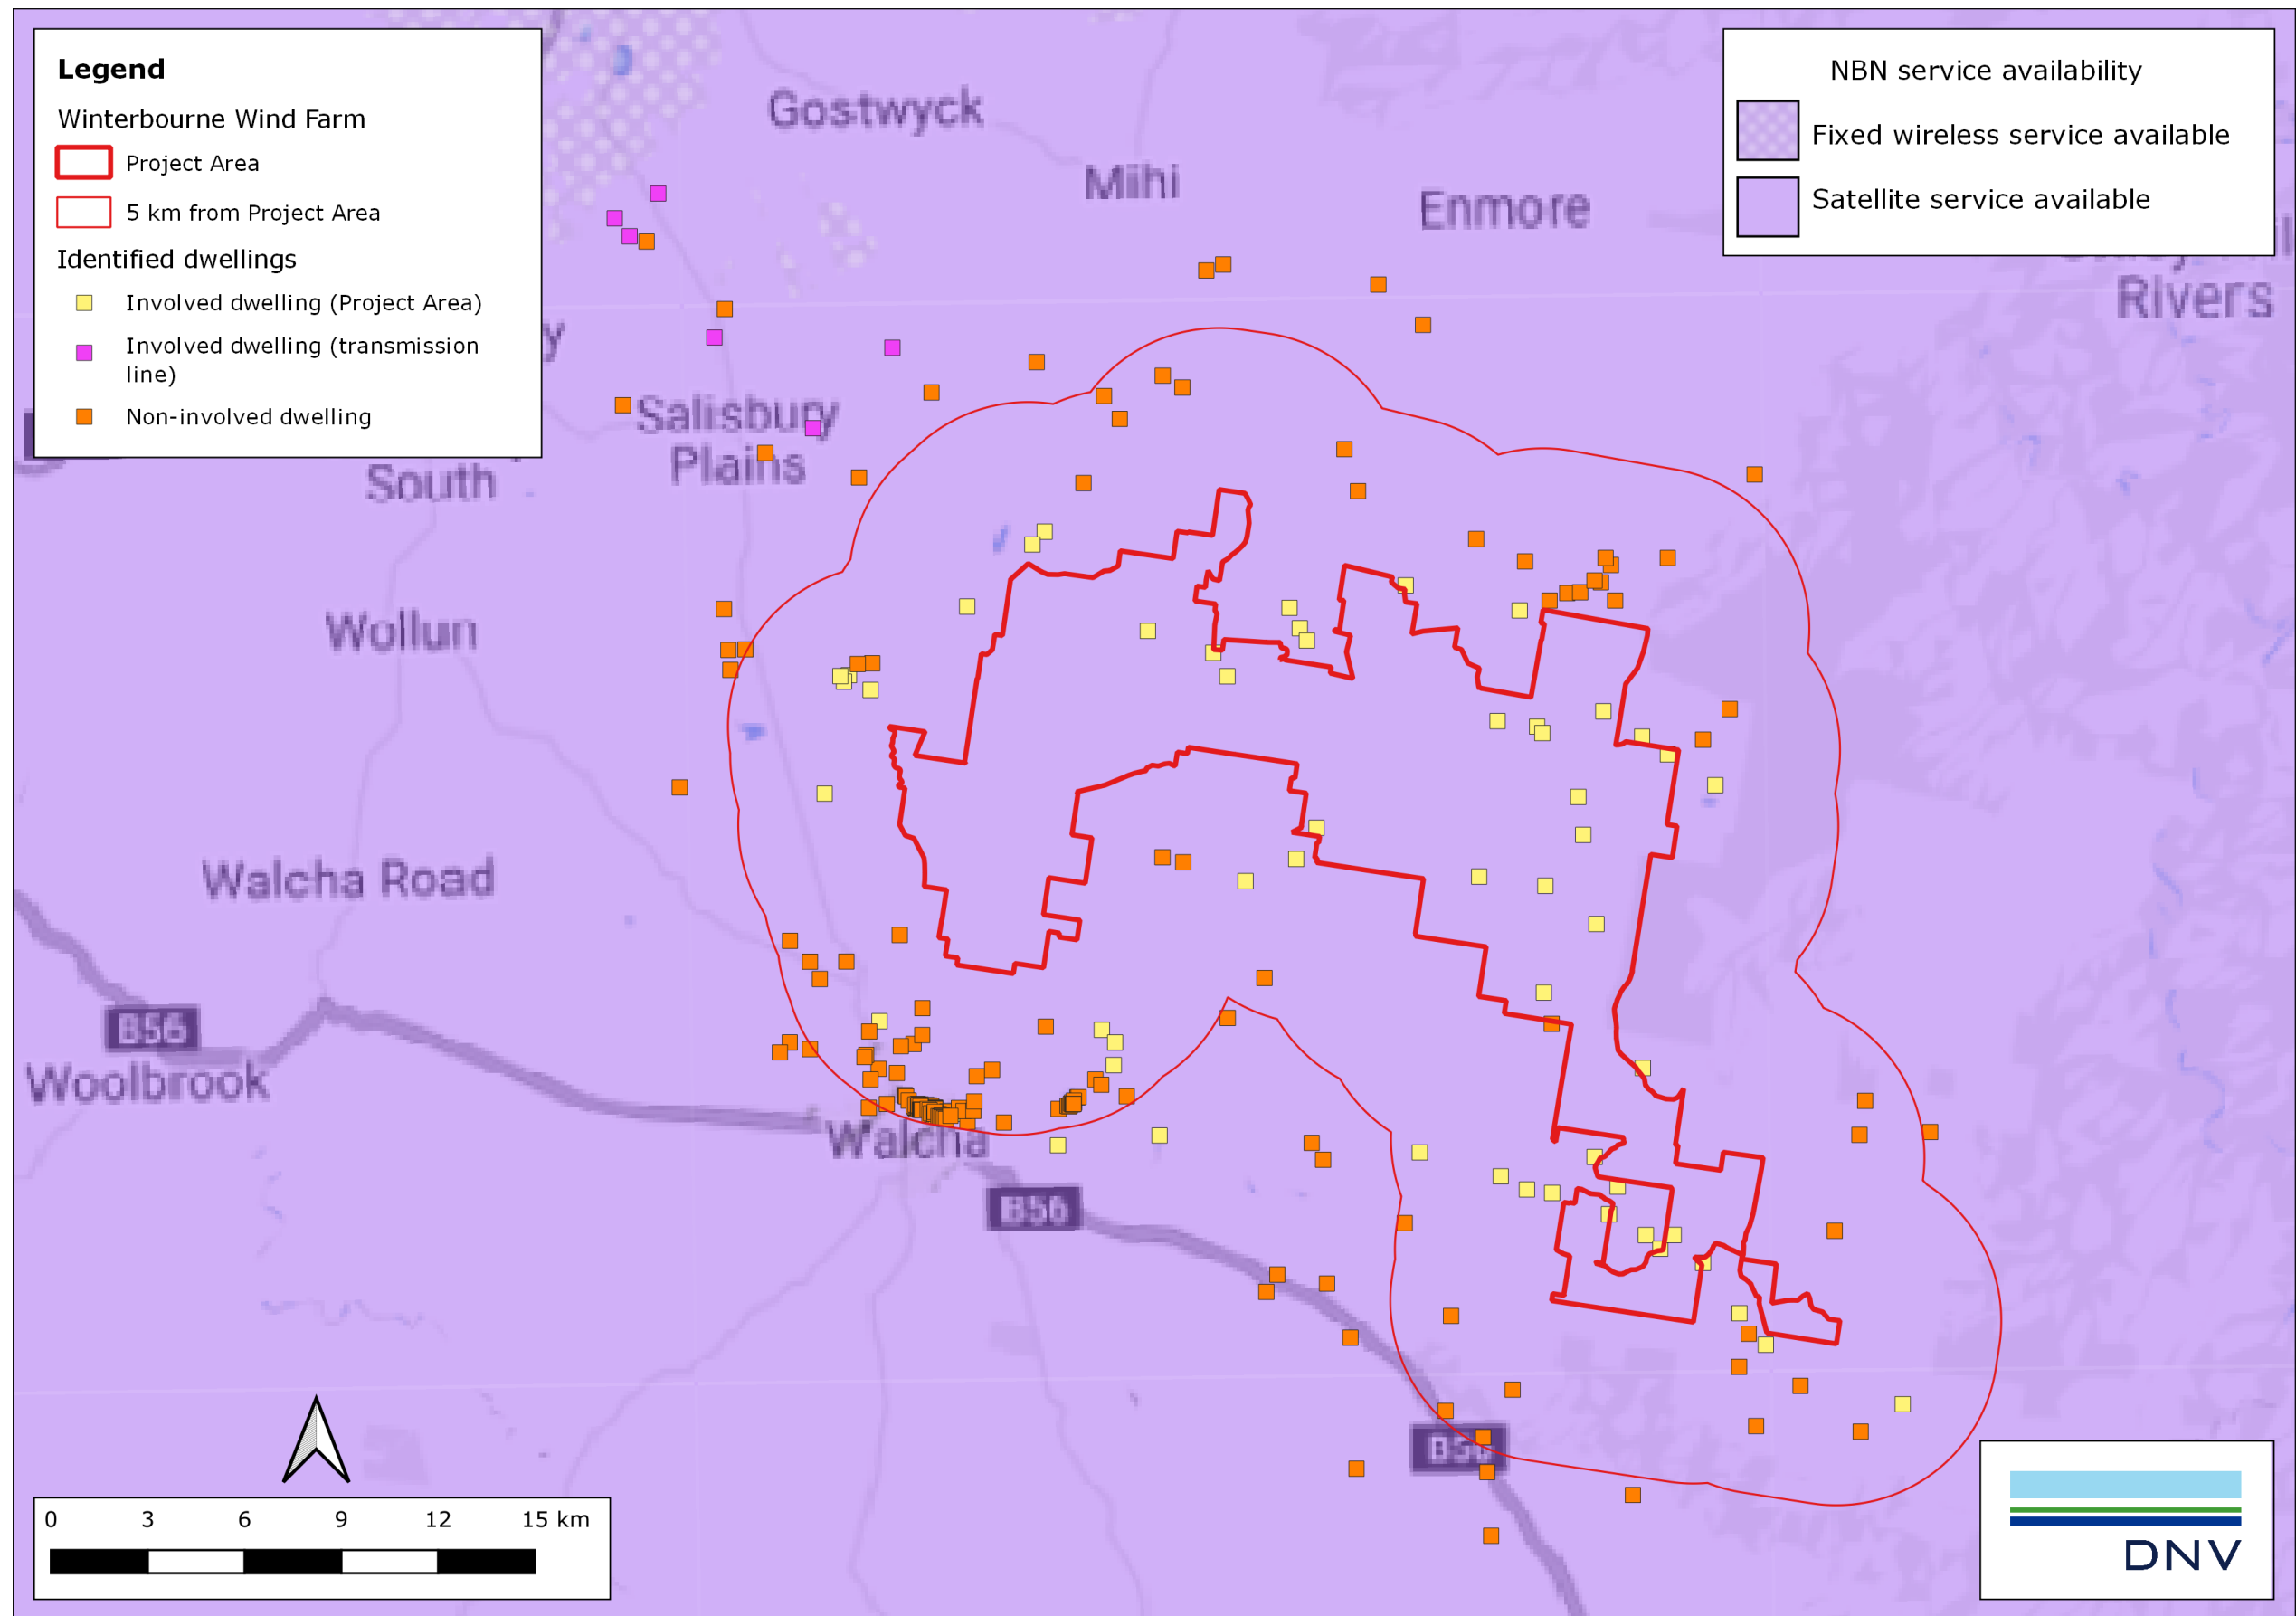 Legend
Winterbourne Wind Farm
Project Area
5 km from Project Area
Identified dwellings
Involved dwelling (Project Area)
Involved dwelling (transmission
line)
Non-involved dwelling
NBN service availability
Fixed wireless service available
Satellite service available
Gostwyck
Mihi
Enmore
Rivers
Salisbury
Plains
South
Wollun
Walcha Road
B56
Woolbrook
Walcha
B56
0 3 6 9 12 15 km
DNV